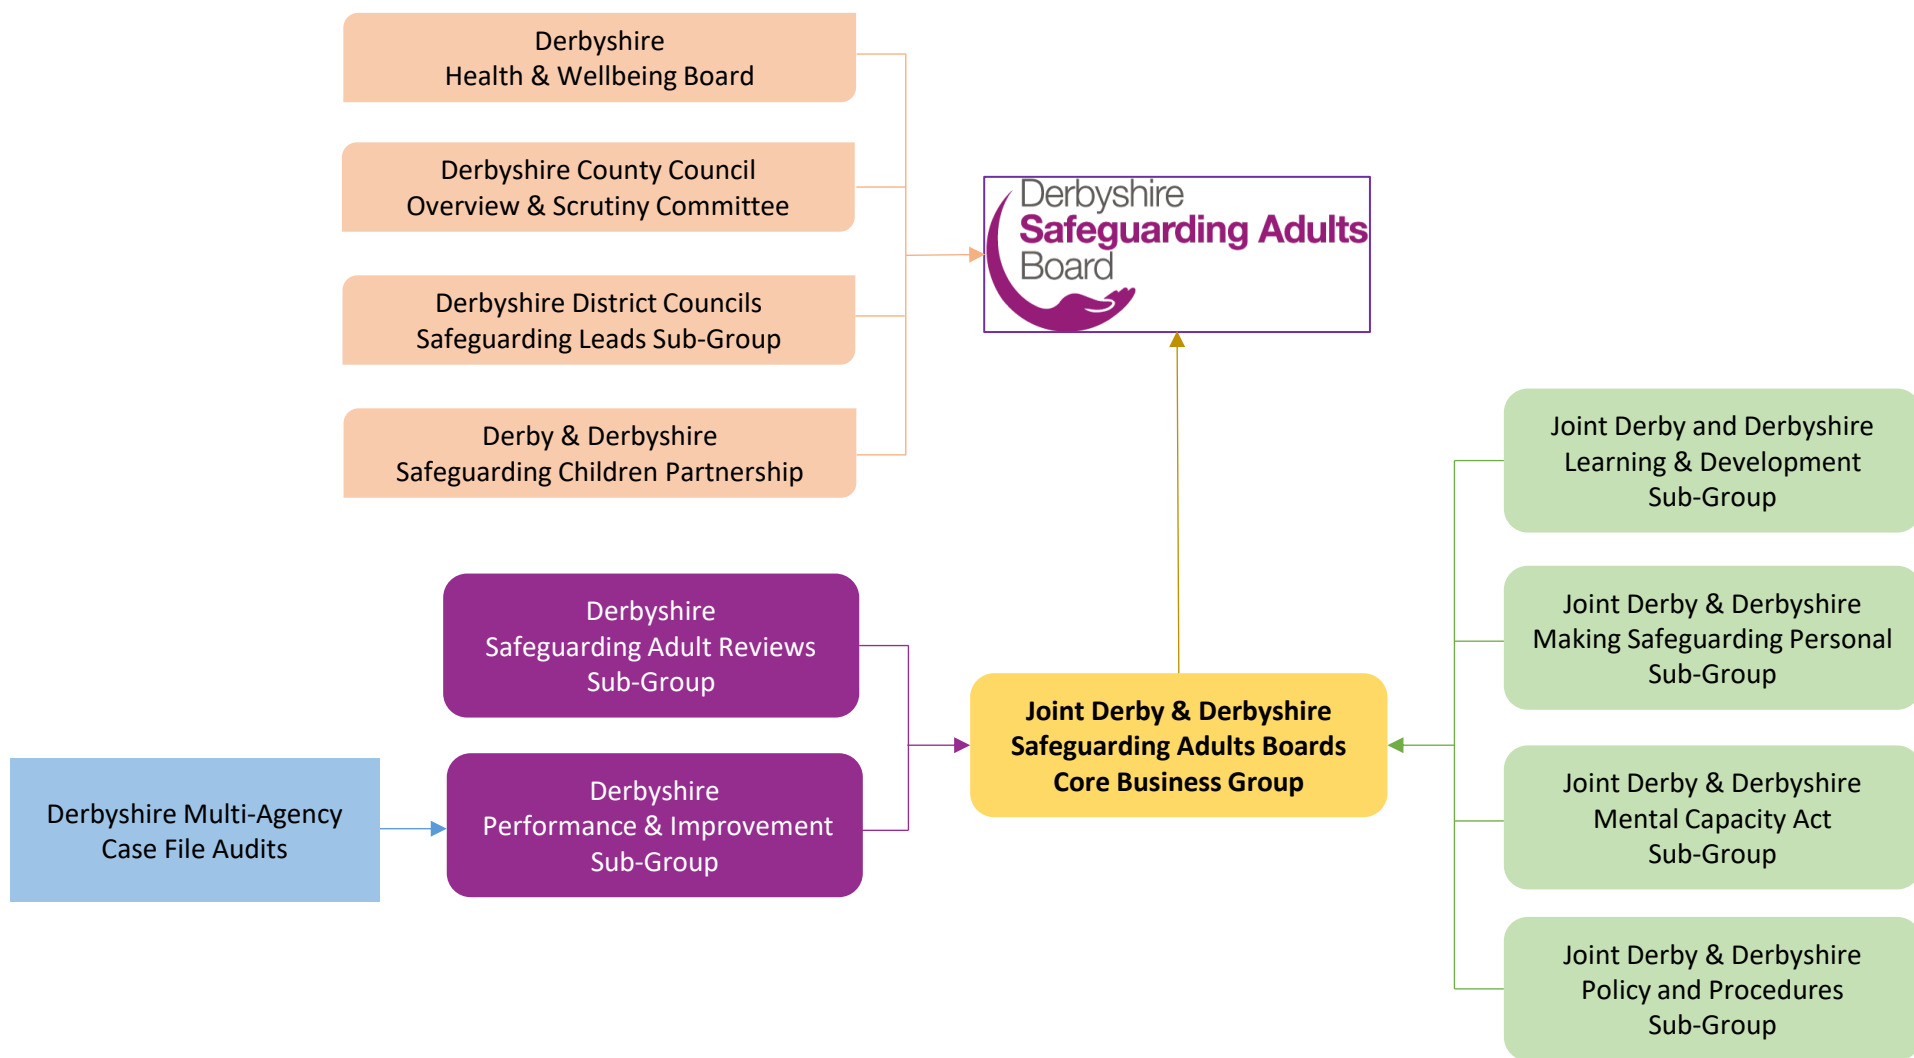 Derbyshire
Health & Wellbeing Board
Derbyshire County Council
Overview & Scrutiny Committee
Derbyshire District Councils
Safeguarding Leads Sub-Group
Derby & Derbyshire
Safeguarding Children Partnership
Derbyshire
Safeguarding Adults
Board
Derbyshire
Safeguarding Adult Reviews
Sub-Group
Derbyshire Multi-Agency
Case File Audits
Derbyshire
Performance & Improvement
Sub-Group
Joint Derby & Derbyshire
Safeguarding Adults Boards
Core Business Group
Joint Derby and Derbyshire
Learning & Development
Sub-Group
Joint Derby & Derbyshire
Making Safeguarding Personal
Sub-Group
Joint Derby & Derbyshire
Mental Capacity Act
Sub-Group
Joint Derby & Derbyshire
Policy and Procedures
Sub-Group